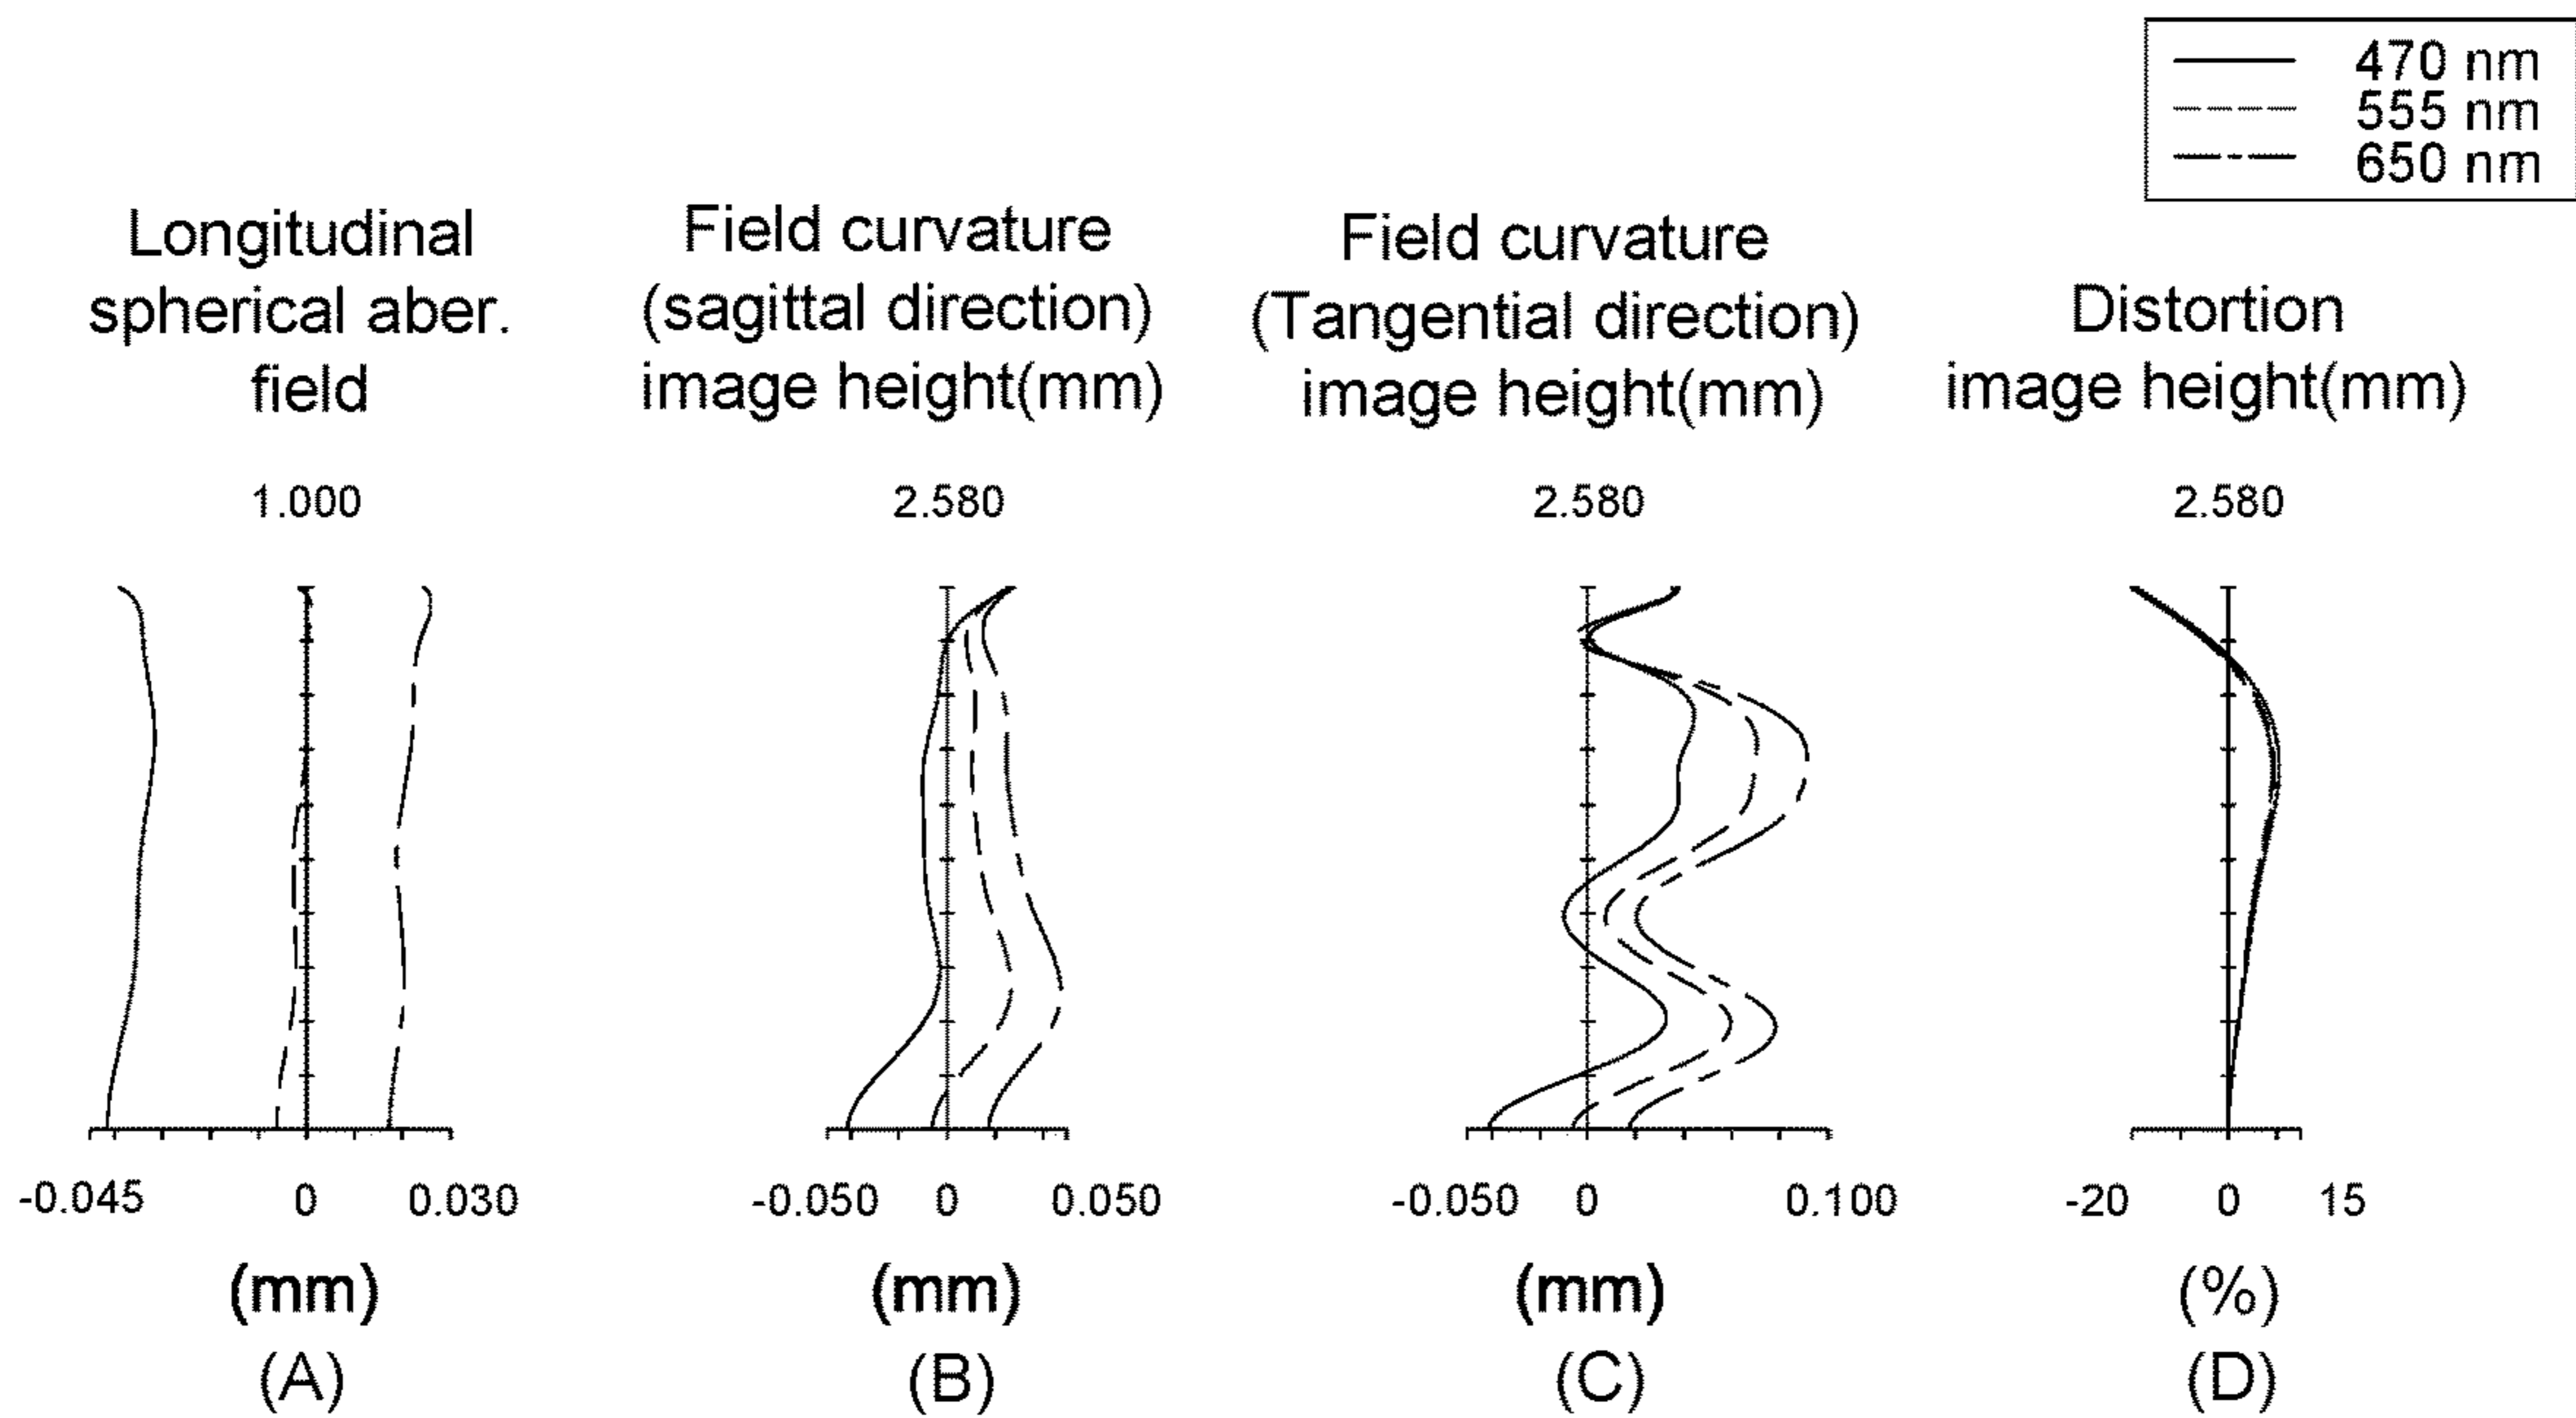 470 nm
555 nm
650 nm
Longitudinal
spherical aber.
field
1.000
-0.045 0 0.030
(mm)
(A)
Field curvature
(sagittal direction)
image height(mm)
2.580
-0.050 0 0.050
(mm)
(B)
Field curvature
(Tangential direction)
image height(mm)
2.580
-0.050 0 0.100
(mm)
(C)
Distortion
image height(mm)
2.580
-20 0 15
(%)
(D)